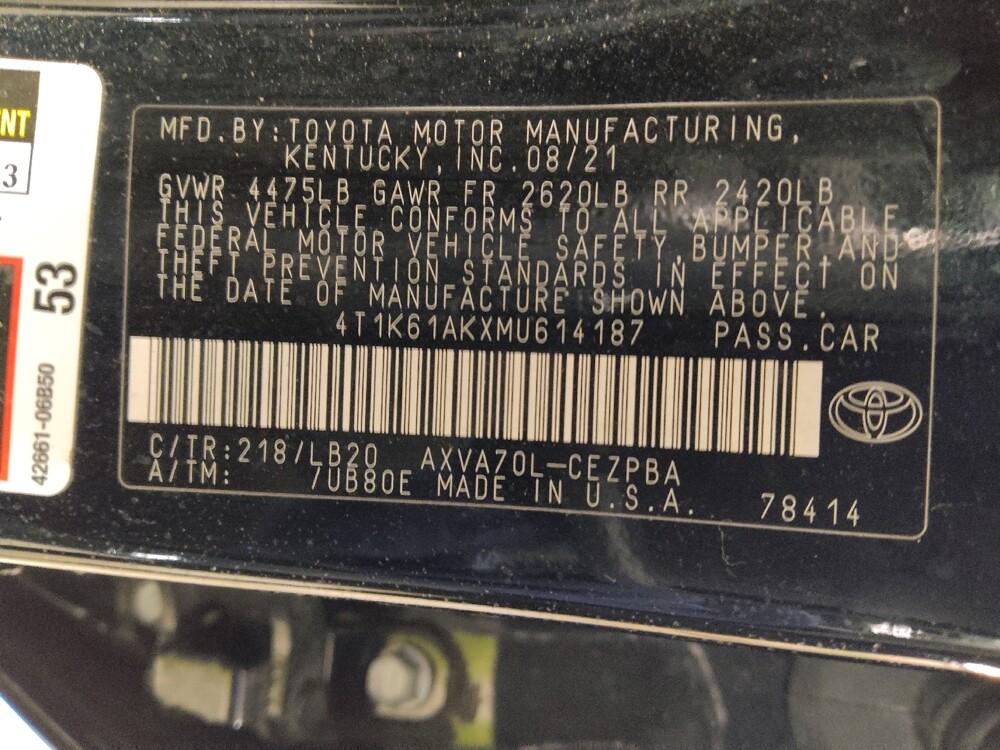 MFD.BY:TOYOTA MOTOR MANUFACTURING,
KENTUCKY,INC.08/21
GVWR 4475LB GAWR FR 2620LB RR 2420LB
THIS VEHICLE CONFORMS TO ALL APPLICABLE
FEDERAL MOTOR VEHICLE SAFETY,BUMPER,AND
THEFT PREVENTION STANDARDS IN EFFECT ON
THE DATE OF MANUFACTURE SHOWN ABOVE.
4T1K61AKXMU614187 PASS.CAR
C/TR:218/LB20 AXVA70L-CEZPBA
A/TM: /UB80E MADE IN U.S.A. 78414
3
53
42661-06B50